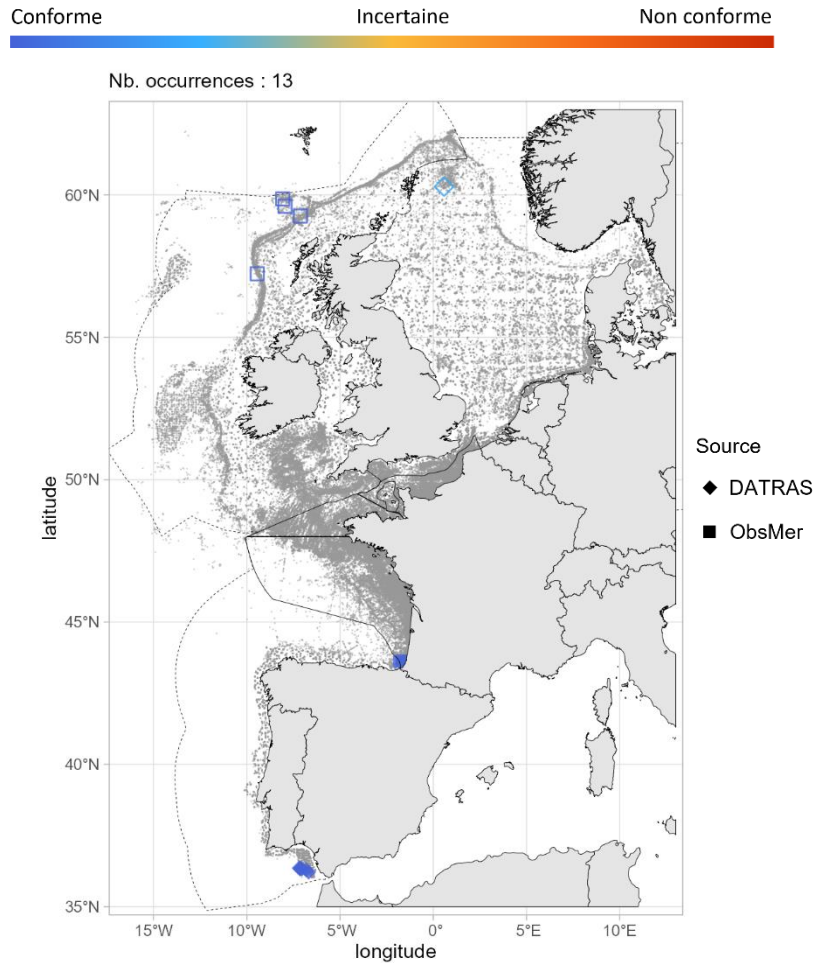 Conforme Incertaine Non conforme
Nb. occurrences : 13
60°N
55°N
50°N
45°N
40°N
35°N
latitude
15°W 10°W 5°W 0° 5°E 10°E
longitude
Source
DATRAS
ObsMer